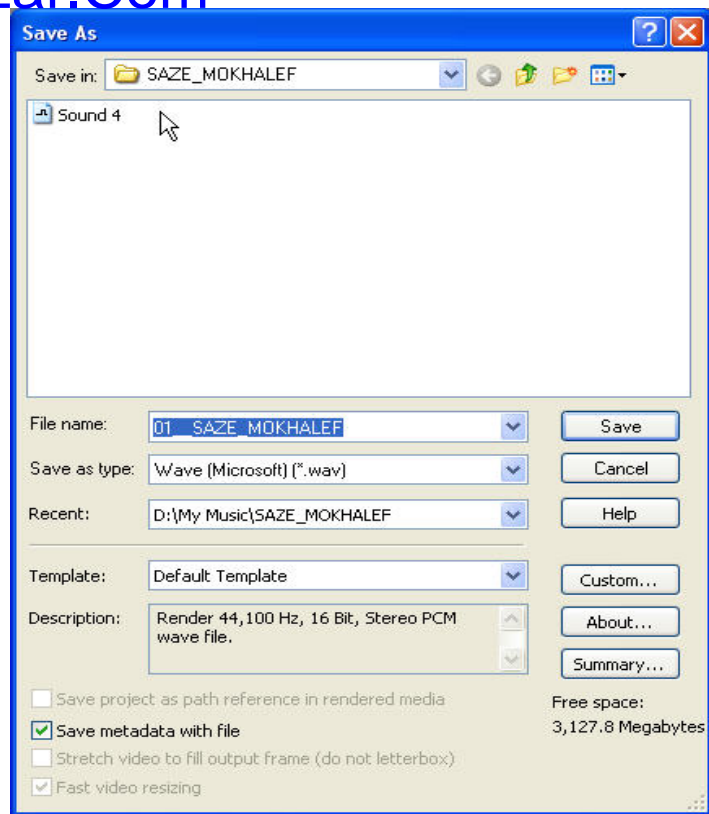 Save As
Save in: SAZE_MOKHALEF
Sound 4
File name: 01__SAZE_MOKHALEF Save
Save as type: Wave (Microsoft) (*.wav) Cancel
Recent: D:\My Music\SAZE_MOKHALEF Help
Template: Default Template Custom...
Description: Render 44,100 Hz, 16 Bit, Stereo PCM wave file. About...
Summary...
Save project as path reference in rendered media
Free space:
Save metadata with file
3,127.8 Megabytes
Stretch video to fill output frame (do not letterbox)
Fast video resizing